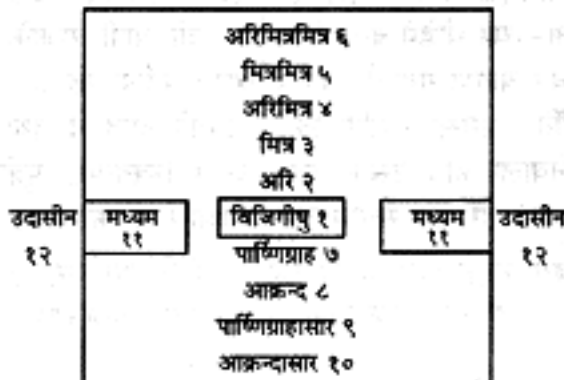 अरिमित्रमित्र ६
मित्रमित्र ५
अरिमित्र ४
मित्र ३
अरि २
उदासीन मध्यम विजिगीषु १ मध्यम उदासीन
१२ ११ ११ १२
पार्ष्णिग्राह ७
आक्रन्द ८
पार्ष्णिग्राहासार ९
आक्रन्दासार १०